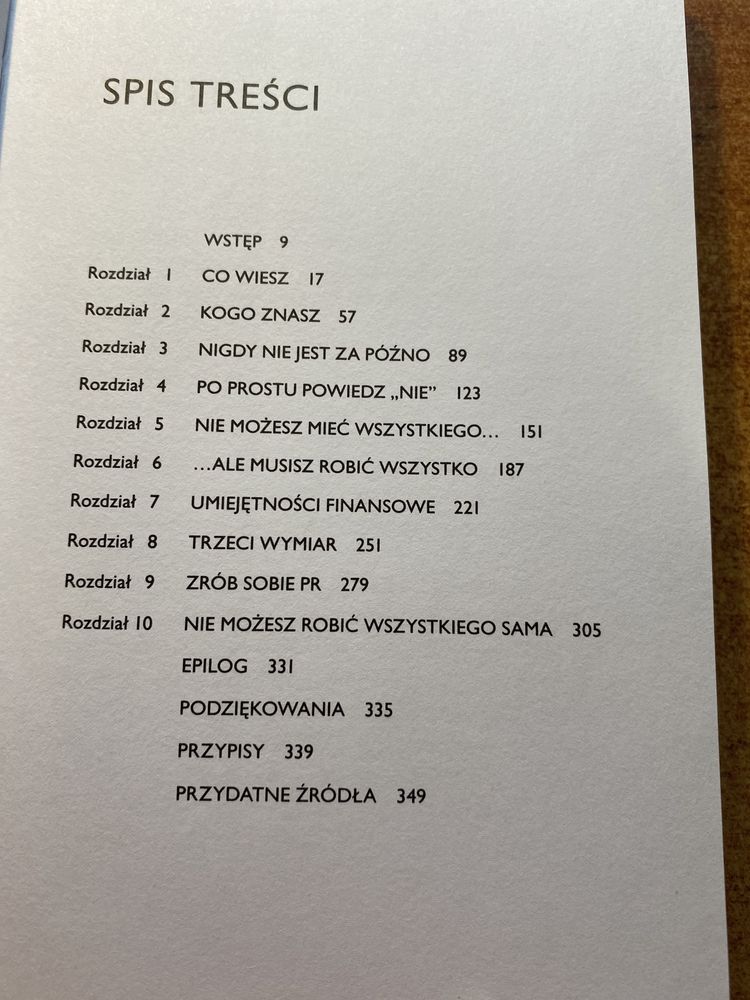 SPIS TREŚCI
WSTĘP 9
Rozdział 1 CO WIESZ 17
Rozdział 2 KOGO ZNASZ 57
Rozdział 3 NIGDY NIE JEST ZA PÓŹNO 89
Rozdział 4 PO PROSTU POWIEDZ „NIE” 123
Rozdział 5 NIE MOŻESZ MIEĆ WSZYSTKIEGO... 151
Rozdział 6 ...ALE MUSISZ ROBIĆ WSZYSTKO 187
Rozdział 7 UMIEJĘTNOŚCI FINANSOWE 221
Rozdział 8 TRZECI WYMIAR 251
Rozdział 9 ZRÓB SOBIE PR 279
Rozdział 10 NIE MOŻESZ ROBIĆ WSZYSTKIEGO SAMA 305
EPILOG 331
PODZIĘKOWANIA 335
PRZYPISY 339
PRZYDATNE ŹRÓDŁA 349